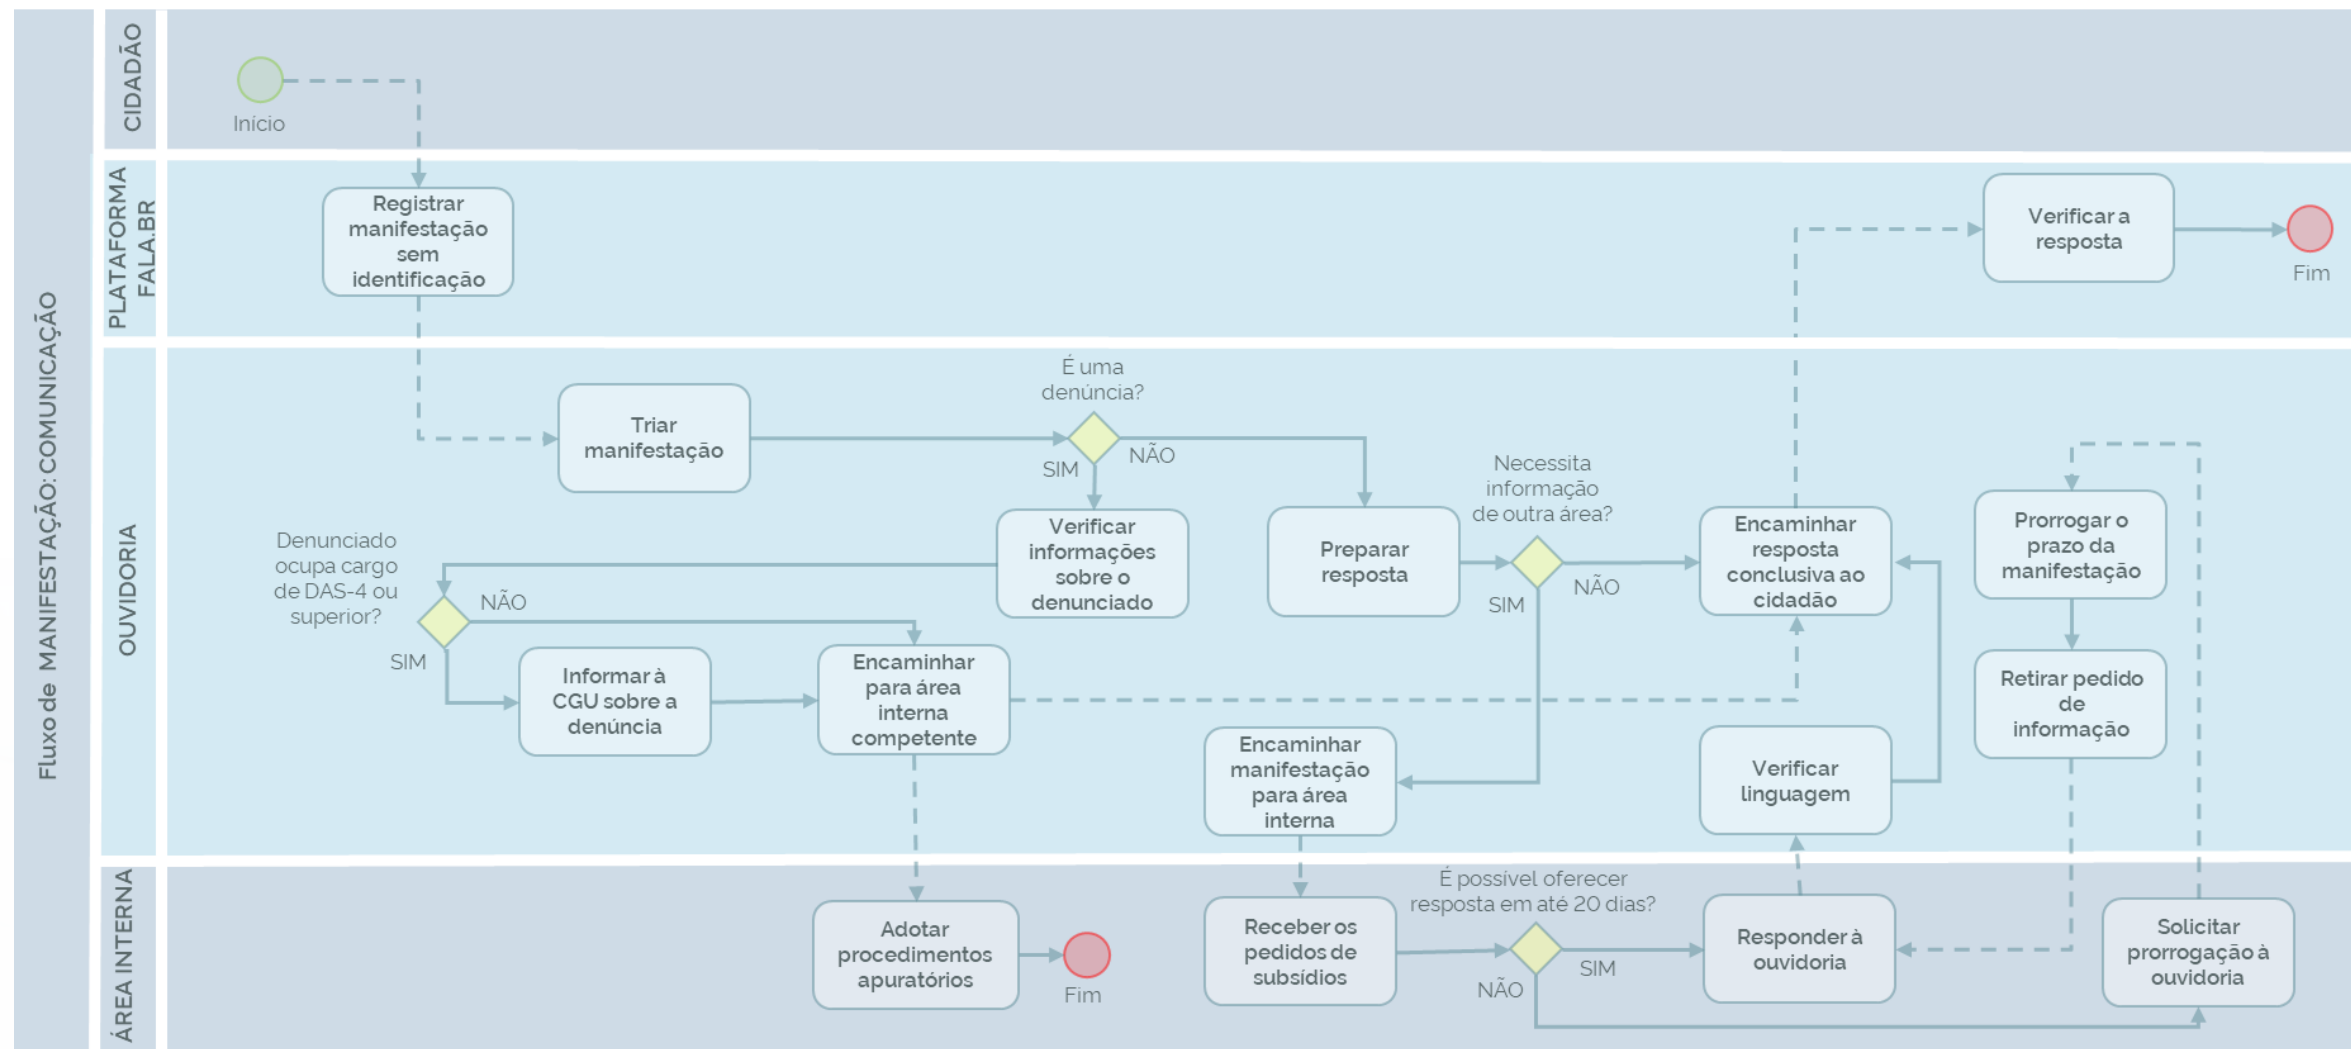 Fluxo de MANIFESTAÇÃO: COMUNICAÇÃO
CIDADÃO
Início
PLATAFORMA
FALA.BR
Registrar
manifestação
sem
identificação
Verificar a
resposta
Fim
OUVIDORIA
É uma
denúncia?
Triar
manifestação
SIM
NÃO
Verificar
informações
sobre o
denunciado
Denunciado
ocupa cargo
de DAS-4 ou
superior?
NÃO
SIM
Informar à
CGU sobre a
denúncia
Encaminhar
para área
interna
competente
Preparar
resposta
Necessita
informação
de outra área?
SIM
NÃO
Encaminhar
resposta
conclusiva ao
cidadão
Encaminhar
manifestação
para área
interna
Verificar
linguagem
Prorrogar o
prazo da
manifestação
Retirar pedido
de
informação
ÁREA INTERNA
Adotar
procedimentos
apuratórios
Fim
Receber os
pedidos de
subsídios
É possível oferecer
resposta em até 20 dias?
SIM
NÃO
Responder à
ouvidoria
Solicitar
prorrogação à
ouvidoria